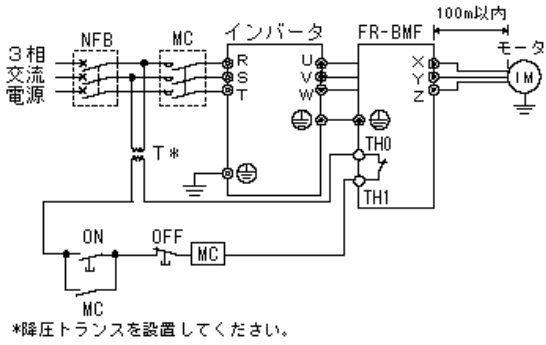 100m以内
NFB
MC
インバータ
FR-BMF
モータ
3相
交流
電源
R
S
T
U
V
W
X
Y
Z
IM
T*
TH0
TH1
ON
OFF
MC
MC
*降圧トランスを設置してください。